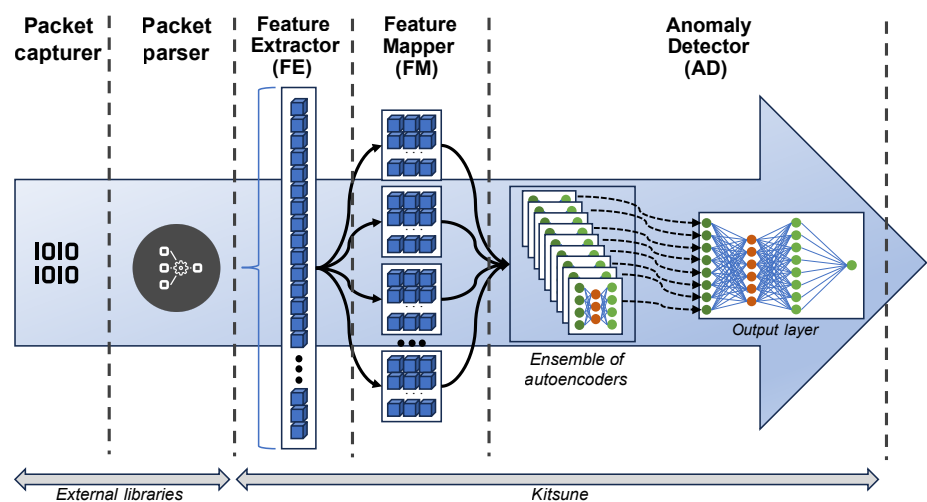 Packet
capturer
Packet
parser
Feature
Extractor
(FE)
Feature
Mapper
(FM)
Anomaly
Detector
(AD)
1010
1010
Output layer
Ensemble of
autoencoders
External libraries
Kitsune